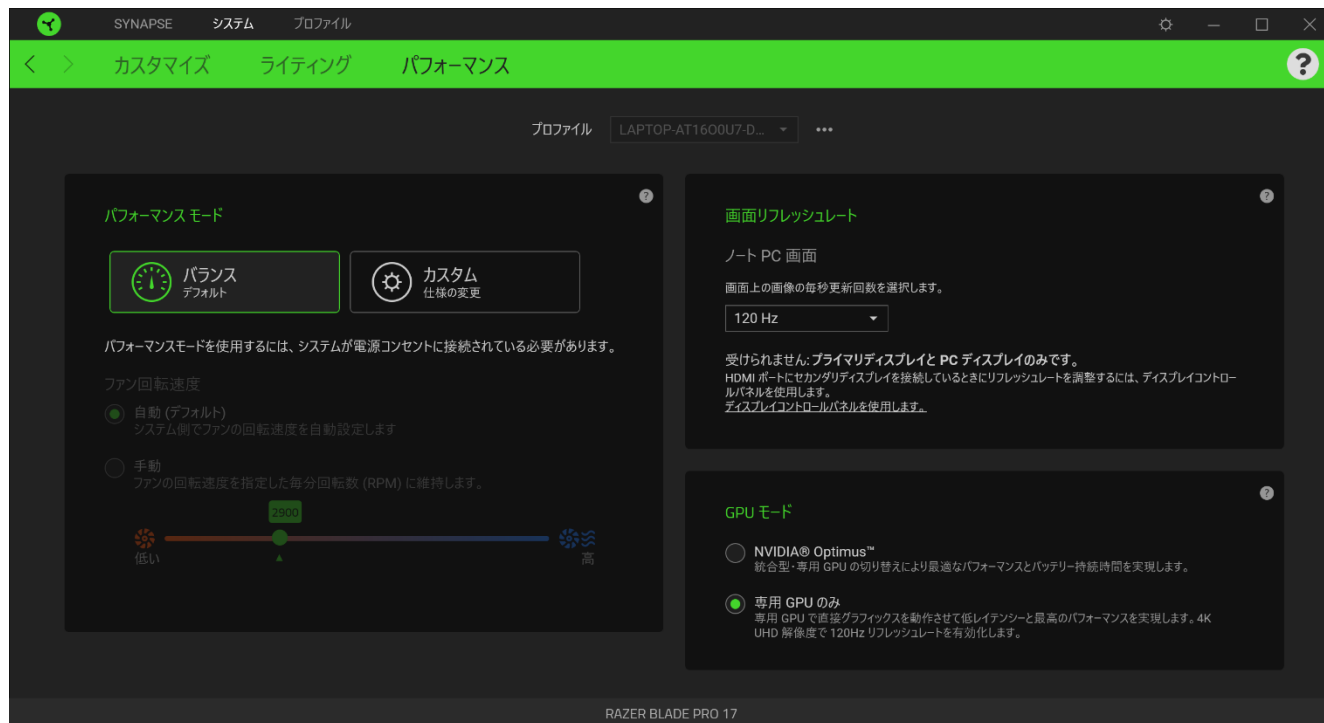 SYNAPSE システム プロファイル
カスタマイズ ライティング パフォーマンス
プロファイル LAPTOP-AT16O0U7-D...
パフォーマンス モード
バランス
デフォルト
カスタム
仕様の変更
パフォーマンスモードを使用するには、システムが電源コンセントに接続されている必要があります。
ファン回転速度
自動 (デフォルト)
システム側でファンの回転速度を自動設定します
手動
ファンの回転速度を指定した毎分回転数 (RPM) に維持します。
2900
低い 高
画面リフレッシュレート
ノート PC 画面
画面上の画像の毎秒更新回数を選択します。
120 Hz
受けられません: プライマリディスプレイと PC ディスプレイのみです。
HDMI ポートにセカンダリディスプレイを接続しているときにリフレッシュレートを調整するには、ディスプレイコントロー
ルパネルを使用します。
ディスプレイコントロールパネルを使用します。
GPU モード
NVIDIA® Optimus™
統合型・専用 GPU の切り替えにより最適なパフォーマンスとバッテリー持続時間を実現します。
専用 GPU のみ
専用 GPU で直接グラフィックスを動作させて低レイテンシーと最高のパフォーマンスを実現します。4K
UHD 解像度で 120Hz リフレッシュレートを有効化します。
RAZER BLADE PRO 17